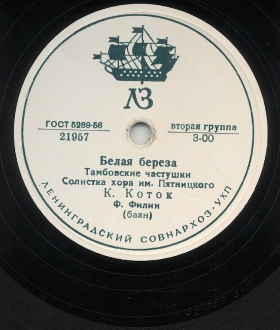 ЛЗ
ГОСТ 5289-56
21957
вторая группа
3-00
Белая береза
Тамбовские частушки
Солистка хора им. Пятницкого
К. Коток
Ф. Филин
(баян)
ЛЕНИНГРАДСКИЙ СОВНАРХОЗ·УХП